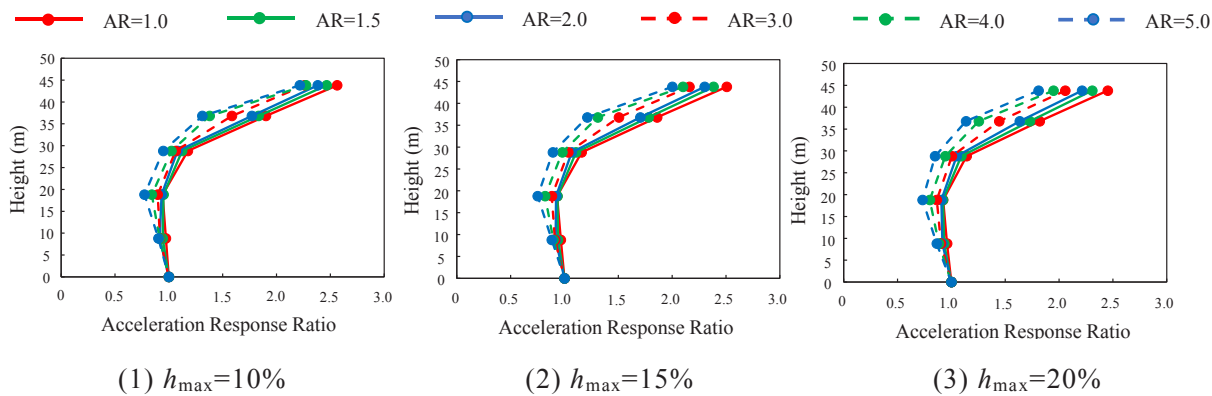 AR=1.0 AR=1.5 AR=2.0 AR=3.0 AR=4.0 AR=5.0
50
45
40
35
30
25
20
15
10
5
0
Height (m)
0 0.5 1.0 1.5 2.0 2.5 3.0
Acceleration Response Ratio
(1) hmax=10%
50
45
40
35
30
25
20
15
10
5
0
Height (m)
0 0.5 1.0 1.5 2.0 2.5 3.0
Acceleration Response Ratio
(2) hmax=15%
50
45
40
35
30
25
20
15
10
5
0
Height (m)
0 0.5 1.0 1.5 2.0 2.5 3.0
Acceleration Response Ratio
(3) hmax=20%